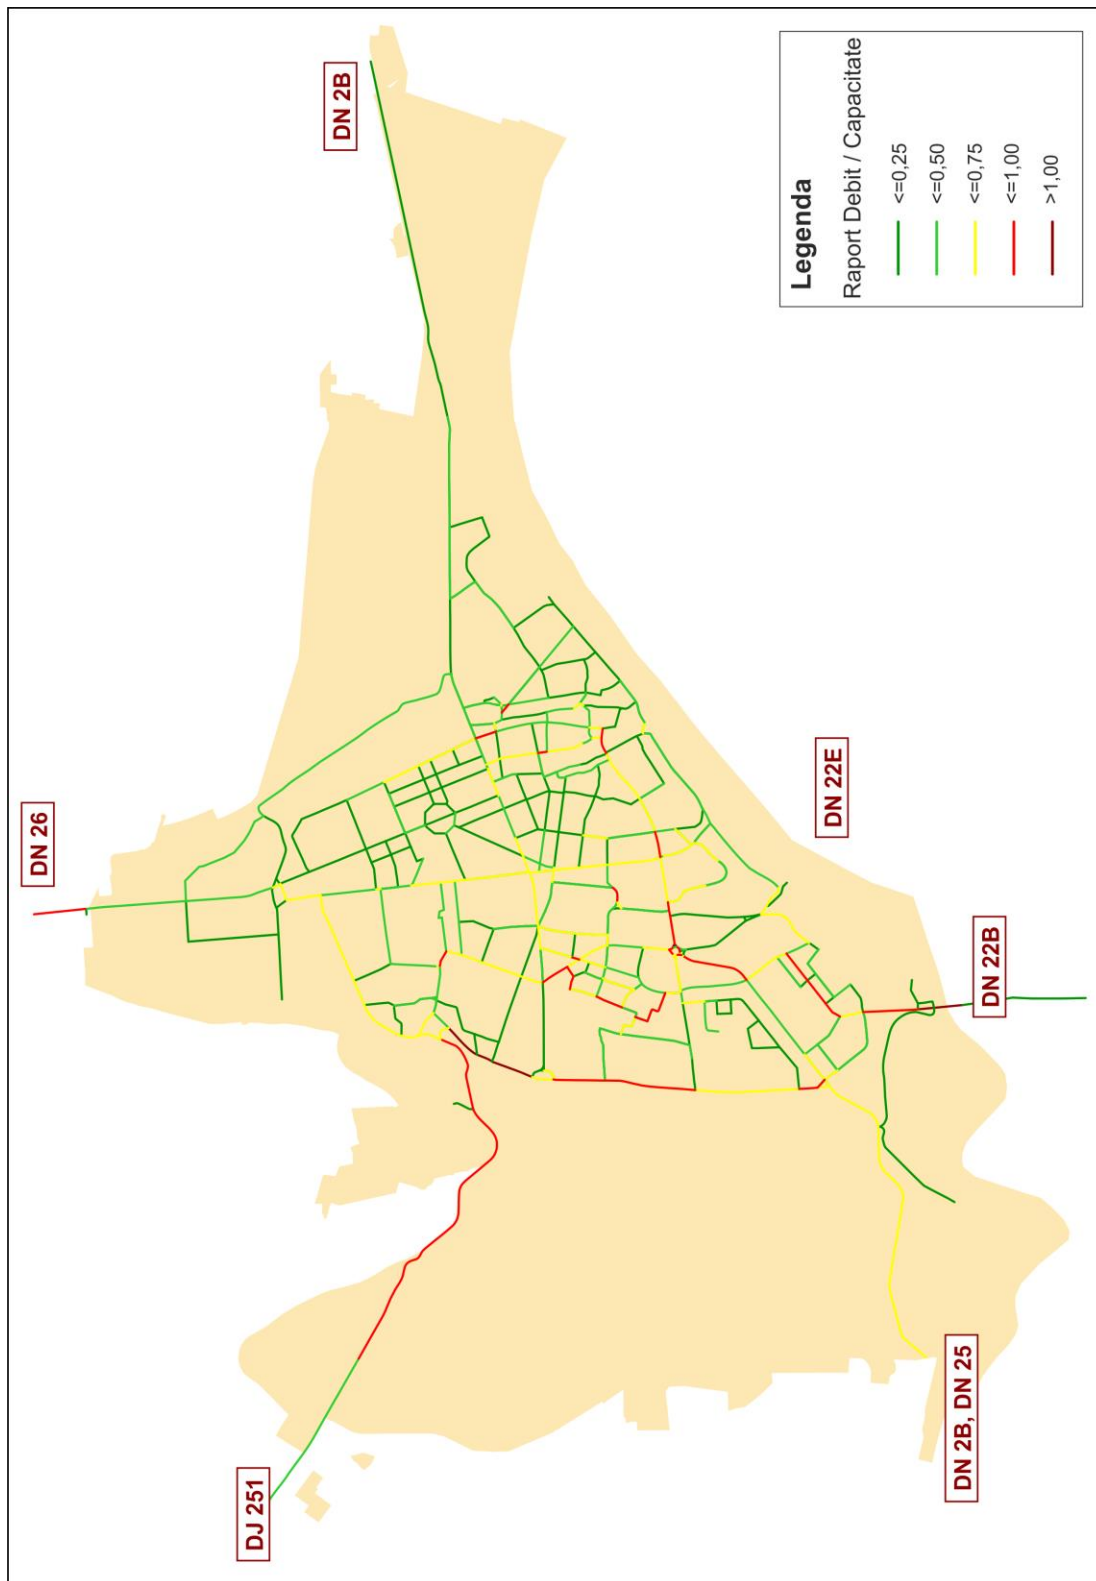 DN 2B
DN 26
DN 22E
DN 22B
DN 2B, DN 25
DJ 251
Legenda
Raport Debit / Capacitate
<=0,25
<=0,50
<=0,75
<=1,00
>1,00